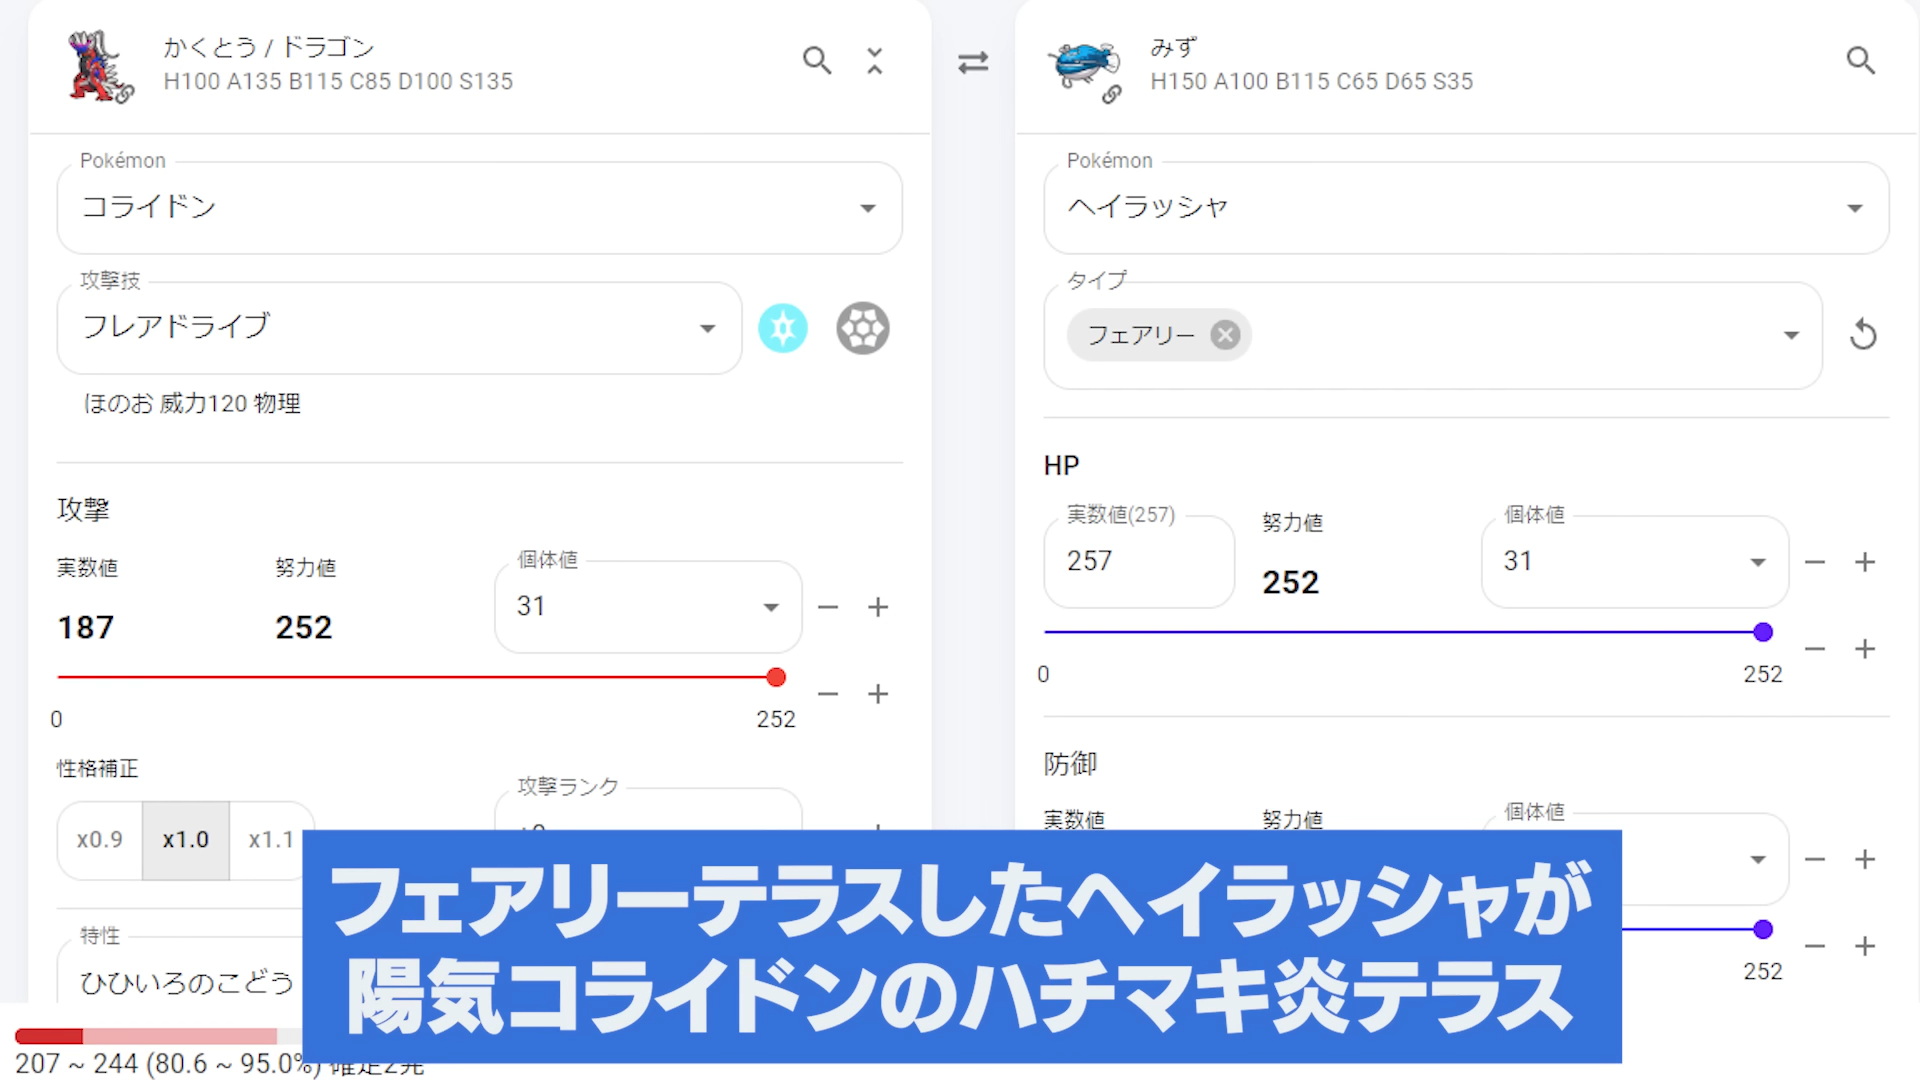 かくとう / ドラゴン
H100 A135 B115 C85 D100 S135
Pokémon
コライドン
攻撃技
フレアドライブ
ほのお 威力120 物理
攻撃
実数値
努力値
個体値
187
252
31
0
252
性格補正
攻撃ランク
x0.9
x1.0
x1.1
特性
ひひいろのこどう
みず
H150 A100 B115 C65 D65 S35
Pokémon
ヘイラッシャ
タイプ
フェアリー
HP
実数値(257)
努力値
個体値
257
252
31
0
252
防御
実数値
努力値
個体値
252
フェアリーテラスしたヘイラッシャが
陽気コライドンのハチマキ炎テラス
207 ~ 244 (80.6 ~ 95.0%) 確定2発